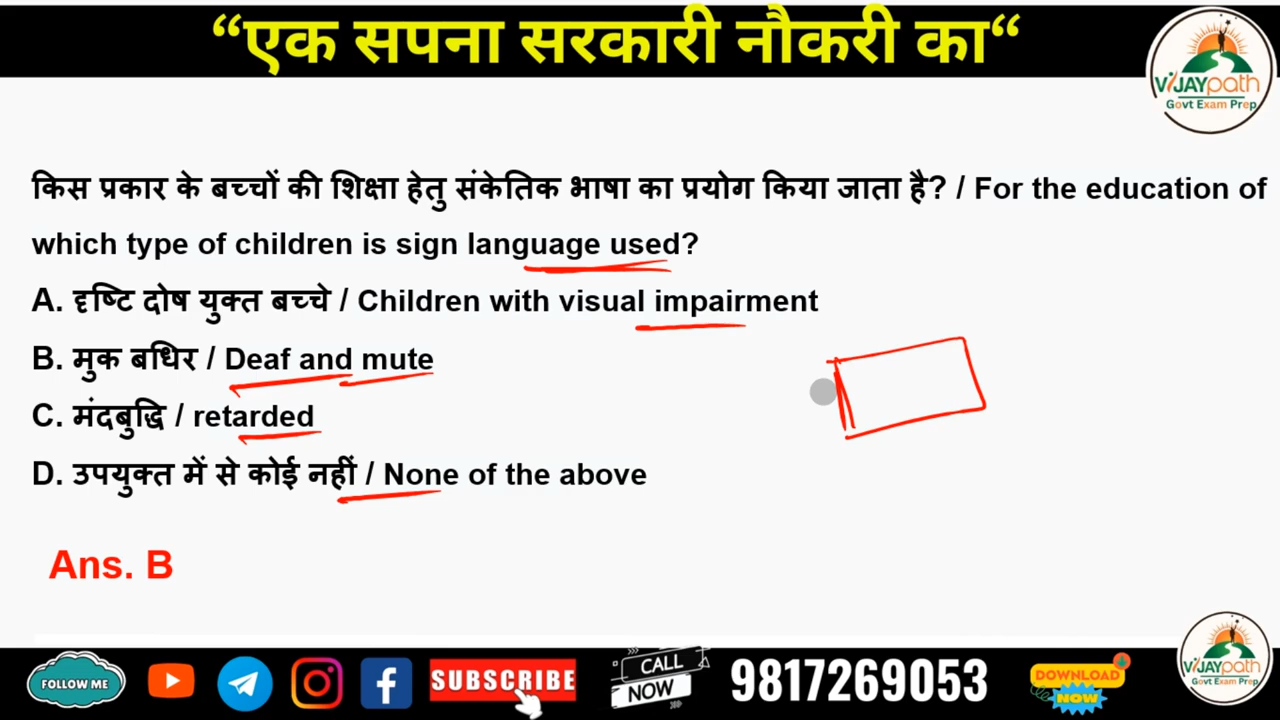 “एक सपना सरकारी नौकरी का“
VIJAYpath
Govt Exam Prep
किस प्रकार के बच्चों की शिक्षा हेतु संकेतिक भाषा का प्रयोग किया जाता है? / For the education of
which type of children is sign language used?
A. दृष्टि दोष युक्त बच्चे / Children with visual impairment
B. मुक बधिर / Deaf and mute
C. मंदबुद्धि / retarded
D. उपयुक्त में से कोई नहीं / None of the above
Ans. B
FOLLOW ME
SUBSCRIBE
CALL
NOW
9817269053
DOWNLOAD
NOW
VIJAYpath
Govt Exam Prep